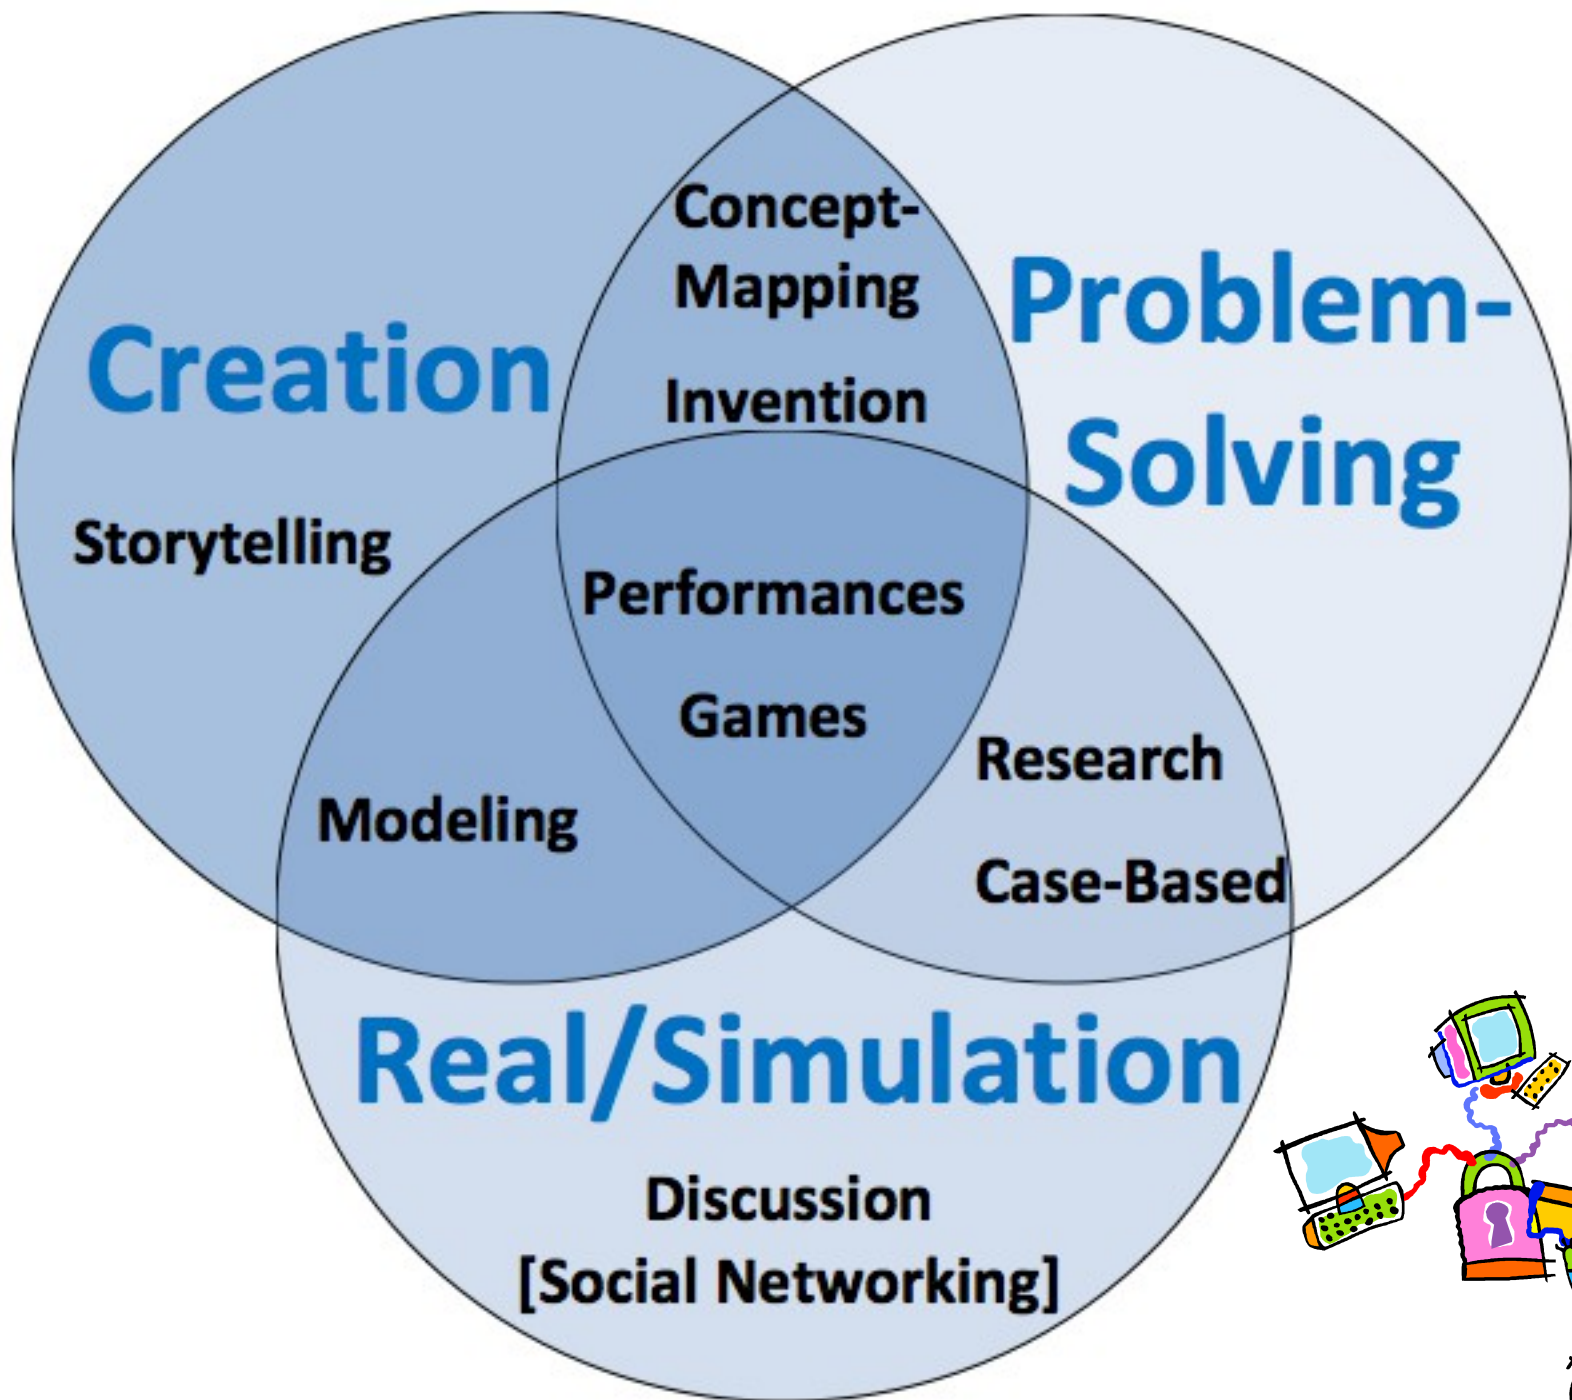 Concept-
Mapping
Invention
Creation
Problem-
Solving
Storytelling
Performances
Games
Modeling
Research
Case-Based
Real/Simulation
Discussion
[Social Networking]